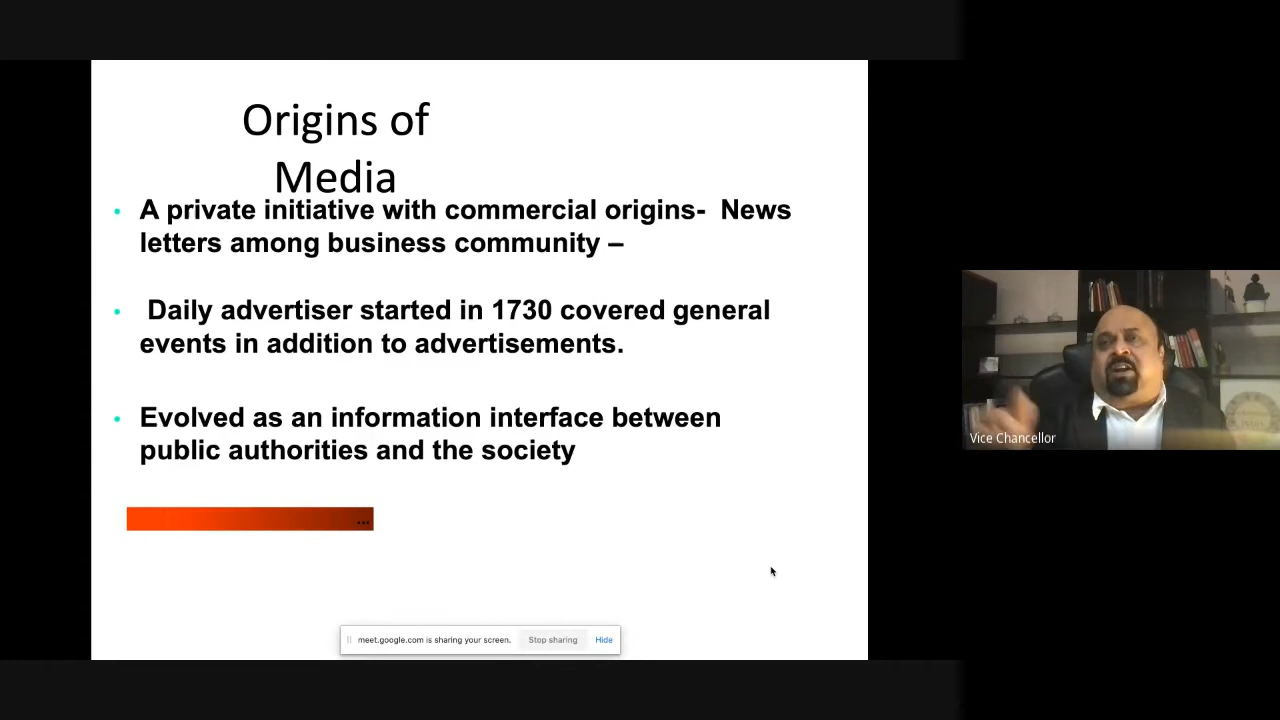 Origins of
Media
• A private initiative with commercial origins-  News
letters among business community –
•  Daily advertiser started in 1730 covered general
events in addition to advertisements.
• Evolved as an information interface between
public authorities and the society
...
meet.google.com is sharing your screen. Stop sharing Hide
Vice Chancellor